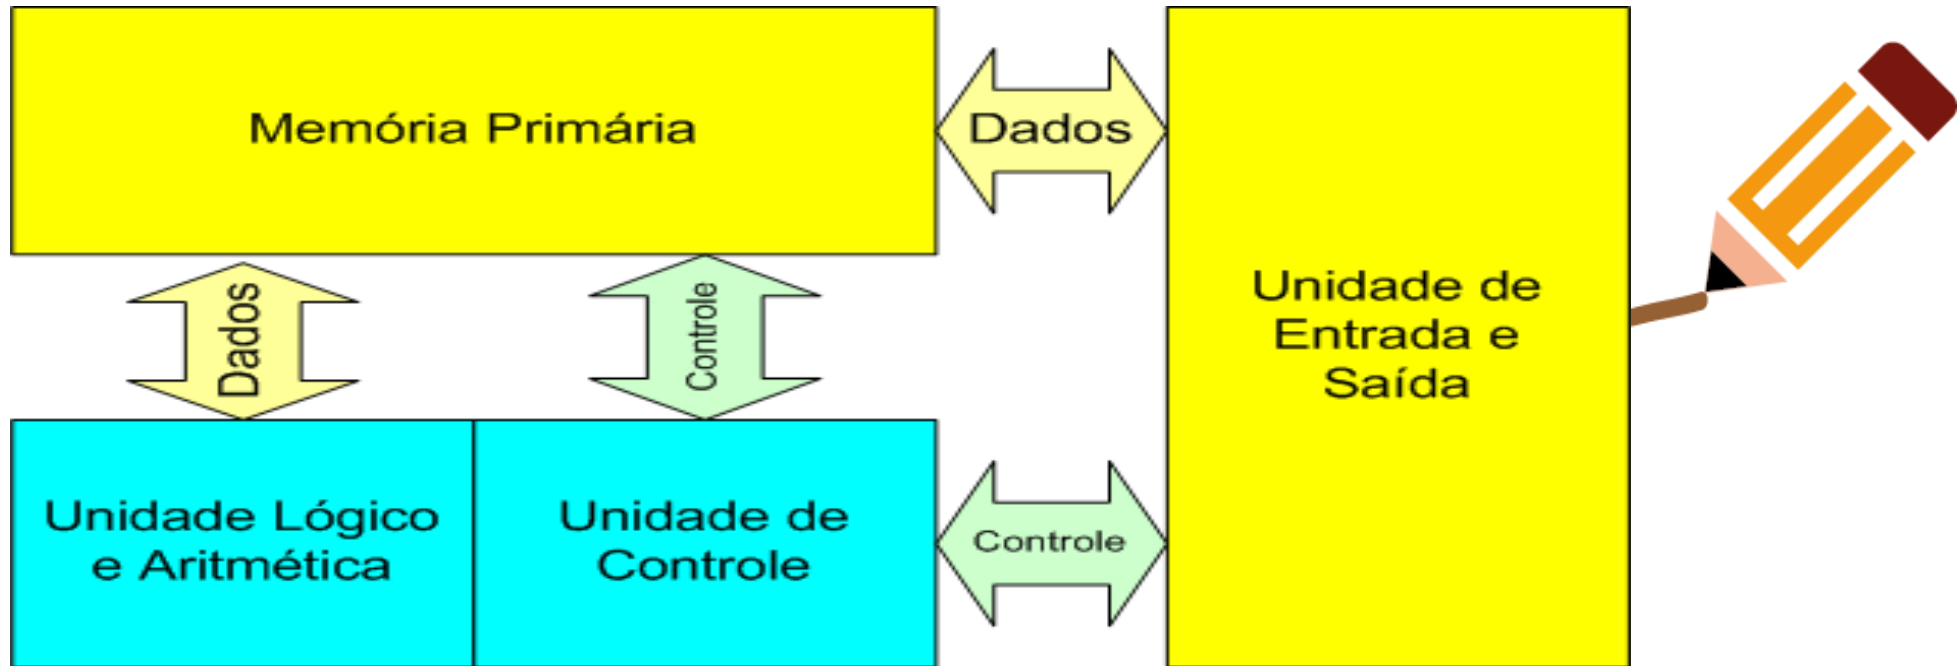 Memória Primária
Dados
Dados
Controle
Unidade de
Entrada e
Saída
Unidade Lógico
e Aritmética
Unidade de
Controle
Controle